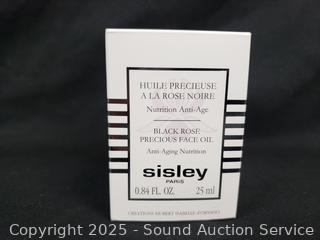 HUILE PRÉCIEUSE
A LA ROSE NOIRE
Nutrition Anti-Age
BLACK ROSE
PRECIOUS FACE OIL
Anti-Aging Nutrition
sisley
PARIS
0.84 FL. OZ. 25 ml
CREATIONS HUBERT ISABELLE d'ORNANO
Copyright 2025 - Sound Auction Service